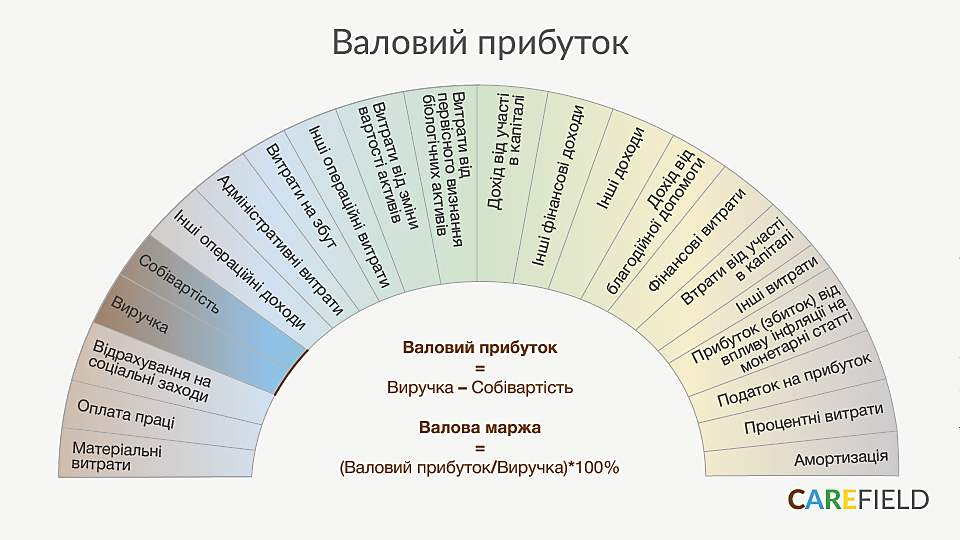 Валовий прибуток
Матеріальні
витрати
Оплата праці
Відрахування на
соціальні заходи
Виручка
Собівартість
Інші операційні доходи
Адміністративні витрати
Витрати на збут
Інші операційні витрати
Витрати від зміни
вартості активів
Витрати від
первісного визнання
біологічних активів
Дохід від участі
в капіталі
Інші фінансові доходи
Інші доходи
Дохід від
благодійної допомоги
Фінансові витрати
Втрати від участі
в капіталі
Інші витрати
Прибуток (збиток) від
впливу інфляції на
монетарні статті
Податок на прибуток
Процентні витрати
Амортизація
Валовий прибуток
=
Виручка – Собівартість
Валова маржа
=
(Валовий прибуток/Виручка)*100%
CAREFIELD